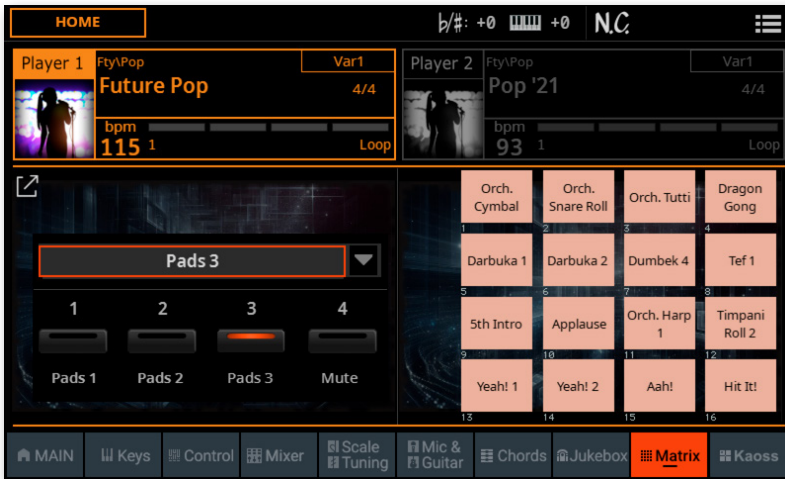 HOME
♭/♯: +0 +0 N.C.
Player 1
Fty\Pop
Var1
Future Pop
4/4
bpm
115 1
Loop
Player 2
Fty\Pop
Var1
Pop '21
4/4
bpm
93 1
Loop
Pads 3
1 2 3 4
Pads 1 Pads 2 Pads 3 Mute
Orch.
Cymbal
1
Orch.
Snare Roll
2
Orch. Tutti
3
Dragon
Gong
4
Darbuka 1
5
Darbuka 2
6
Dumbek 4
7
Tef 1
8
5th Intro
9
Applause
10
Orch. Harp
1
11
Timpani
Roll 2
12
Yeah! 1
13
Yeah! 2
14
Aah!
15
Hit It!
16
MAIN
Keys
Control
Mixer
Scale
Tuning
Mic &
Guitar
Chords
Jukebox
Matrix
Kaoss